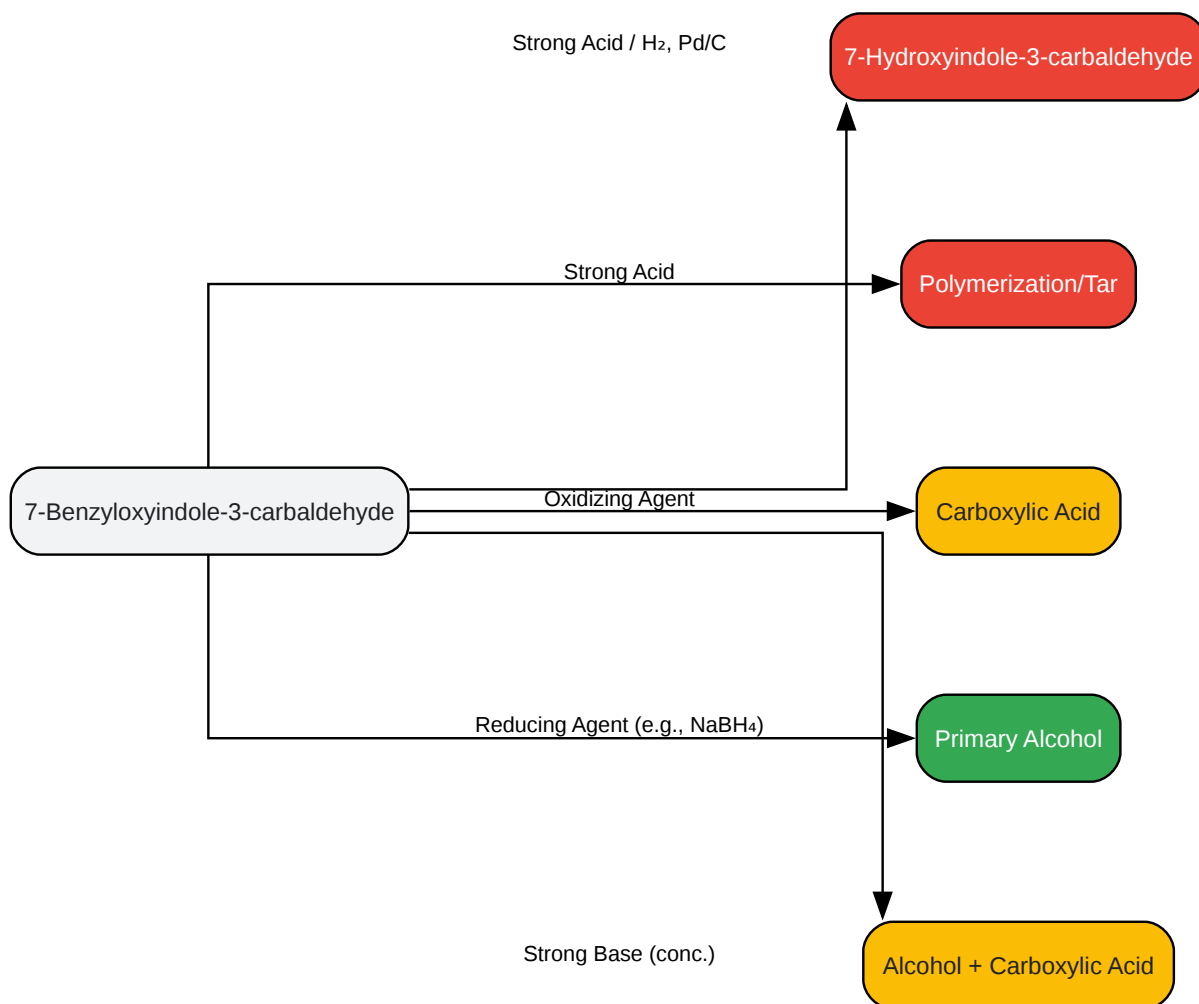 Strong Acid / H₂, Pd/C
7-Hydroxyindole-3-carbaldehyde
Strong Acid
Polymerization/Tar
7-Benzyloxyindole-3-carbaldehyde
Oxidizing Agent
Carboxylic Acid
Reducing Agent (e.g., NaBH₄)
Primary Alcohol
Strong Base (conc.)
Alcohol + Carboxylic Acid